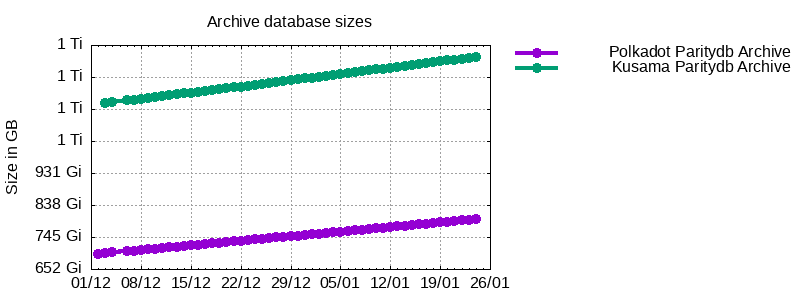 Archive database sizes
Polkadot Paritydb Archive
Kusama Paritydb Archive
Size in GB
1 Ti
1 Ti
1 Ti
1 Ti
931 Gi
838 Gi
745 Gi
652 Gi
01/12 08/12 15/12 22/12 29/12 05/01 12/01 19/01 26/01